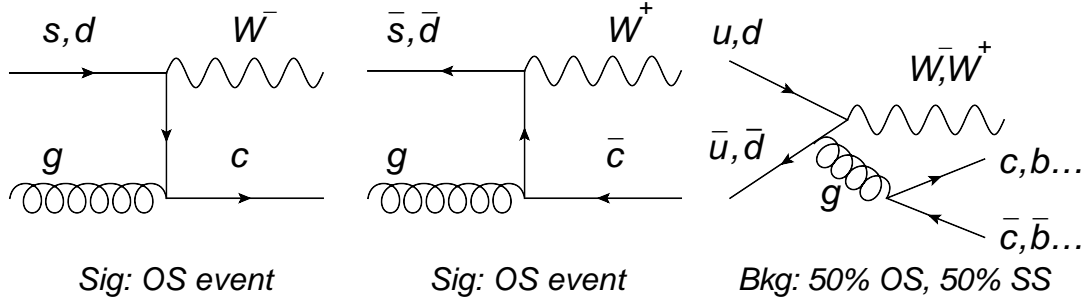 s,d
W⁻
g
c
s̄,d̄
W⁺
g
c̄
u,d
W⁻,W⁺
ū,d̄
g
c,b...
c̄,b̄...
Sig: OS event
Sig: OS event
Bkg: 50% OS, 50% SS